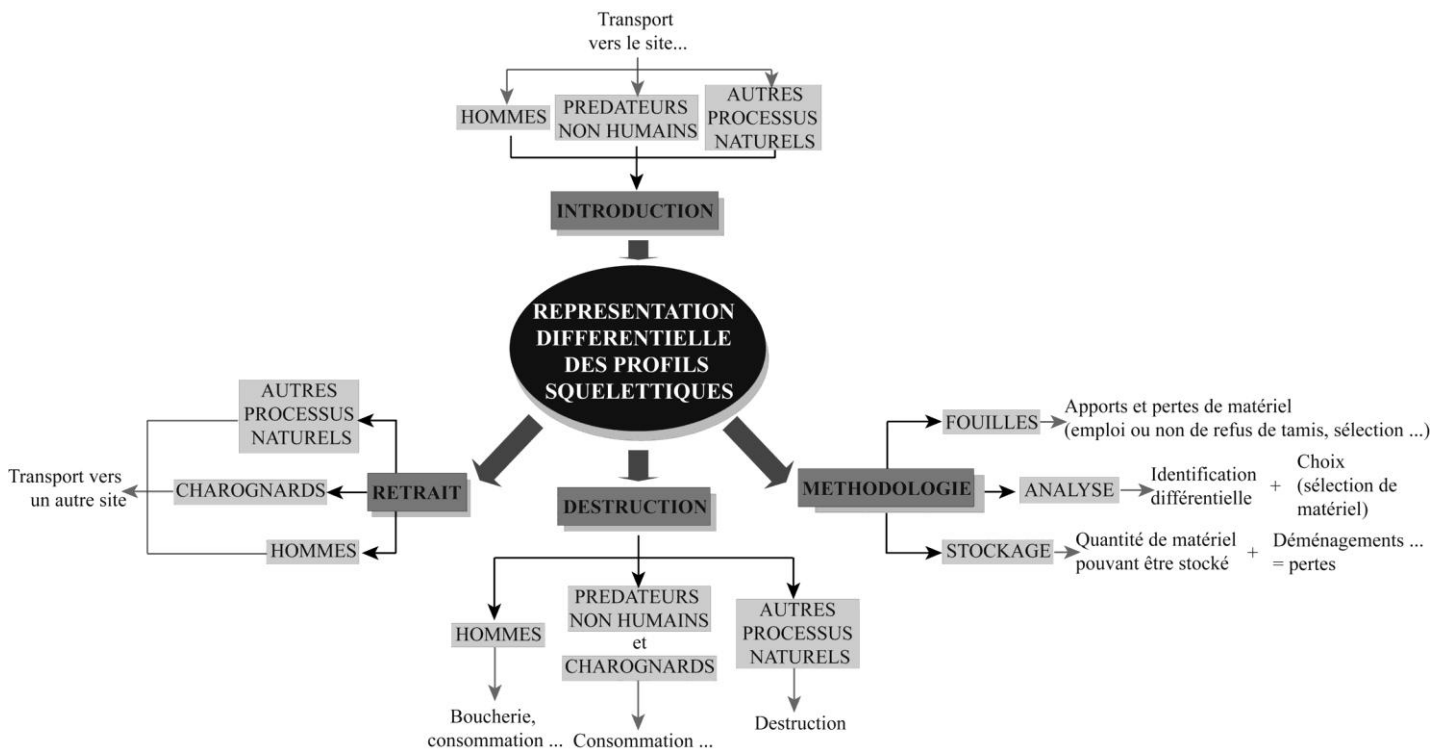 Transport
vers le site...
HOMMES
PREDATEURS
NON HUMAINS
AUTRES
PROCESSUS
NATURELS
INTRODUCTION
REPRESENTATION
DIFFERENTIELLE
DES PROFILS
SQUELETTIQUES
AUTRES
PROCESSUS
NATURELS
Transport vers
un autre site
CHAROGNARDS
RETRAIT
HOMMES
DESTRUCTION
HOMMES
Boucherie,
consommation ...
PREDATEURS
NON HUMAINS
et
CHAROGNARDS
Consommation ...
AUTRES
PROCESSUS
NATURELS
Destruction
METHODOLOGIE
FOUILLES
Apports et pertes de matériel
(emploi ou non de refus de tamis, sélection ...)
ANALYSE
Identification
différentielle
+
Choix
(sélection de
matériel)
STOCKAGE
Quantité de matériel
pouvant être stocké
+
Déménagements ...
= pertes